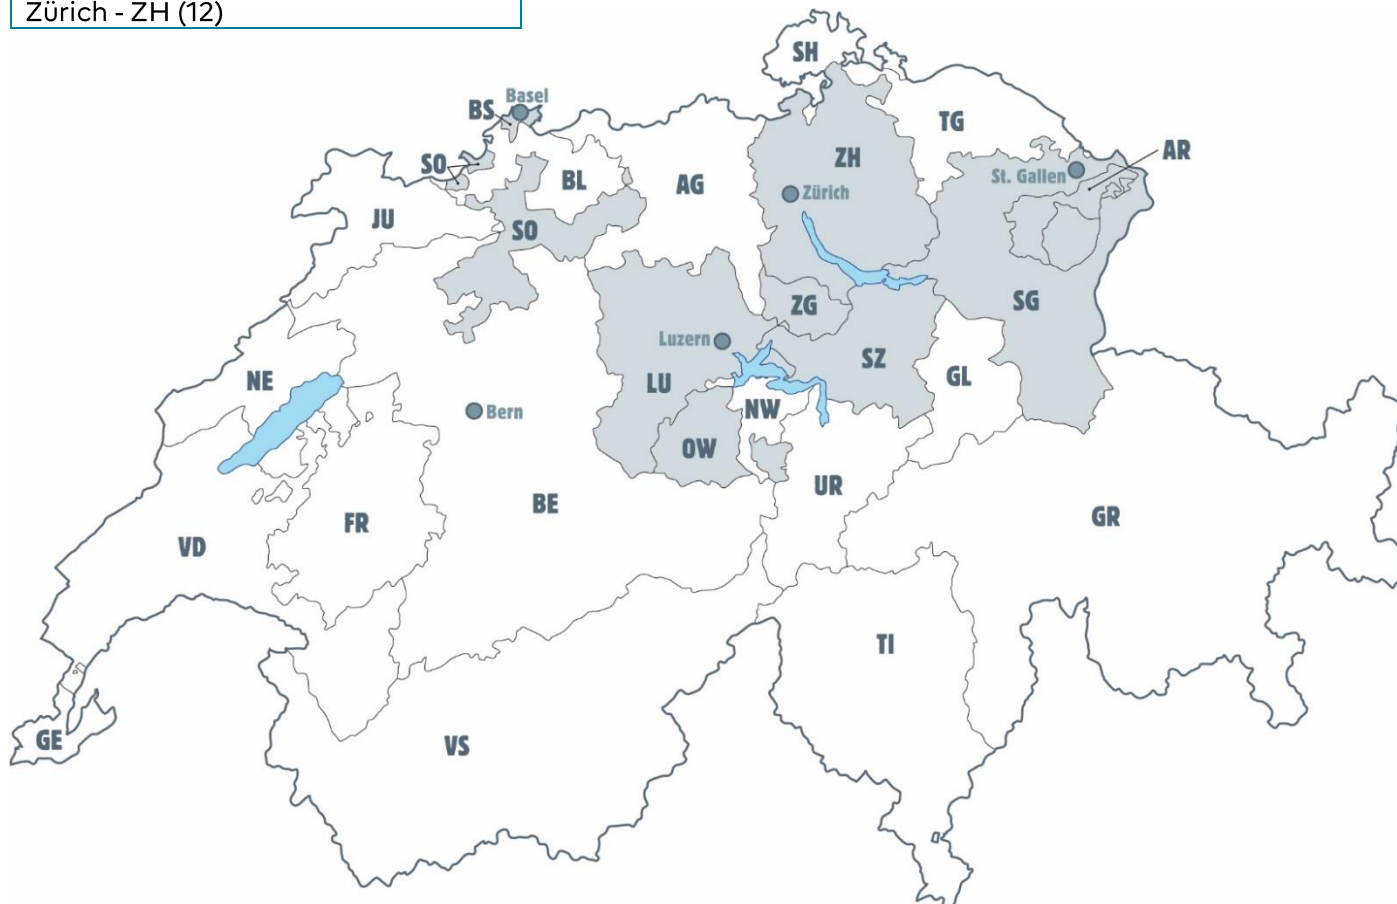 Zürich - ZH (12)
SH
Basel
BS
TG
AR
ZH
SO
BL
AG
St. Gallen
Zürich
JU
SO
ZG
SG
Luzern
SZ
NE
LU
GL
Bern
NW
OW
UR
BE
FR
GR
VD
TI
GE
VS